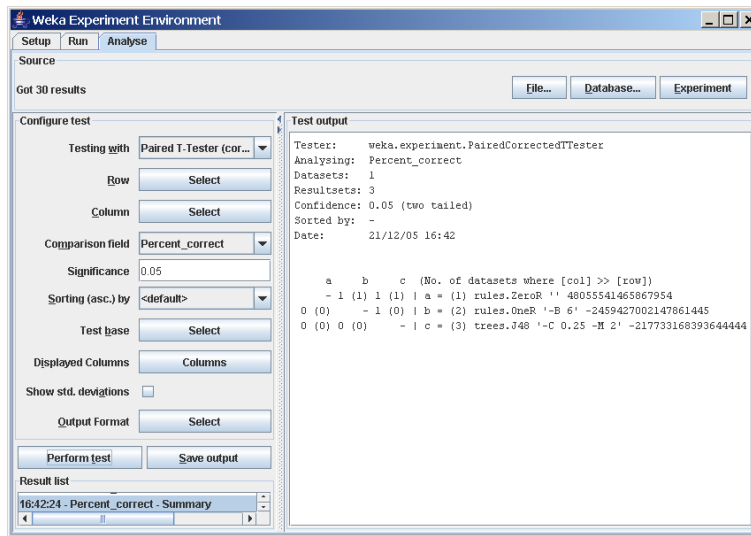 Weka Experiment Environment
Setup Run Analyse
Source
Got 30 results
File... Database... Experiment
Configure test
Testing with Paired T-Tester (cor...
Row Select
Column Select
Comparison field Percent_correct
Significance 0.05
Sorting (asc.) by <default>
Test base Select
Displayed Columns Columns
Show std. deviations
Output Format Select
Perform test Save output
Result list
16:42:24 - Percent_correct - Summary
Test output
Tester: weka.experiment.PairedCorrectedTTester
Analysing: Percent_correct
Datasets: 1
Resultsets: 3
Confidence: 0.05 (two tailed)
Sorted by: -
Date: 21/12/05 16:42
a b c (No. of datasets where [col] >> [row])
- 1 (1) 1 (1) | a = (1) rules.ZeroR '' 48055541465867954
0 (0) - 1 (0) | b = (2) rules.OneR '-B 6' -2459427002147861445
0 (0) 0 (0) - | c = (3) trees.J48 '-C 0.25 -M 2' -217733168393644444